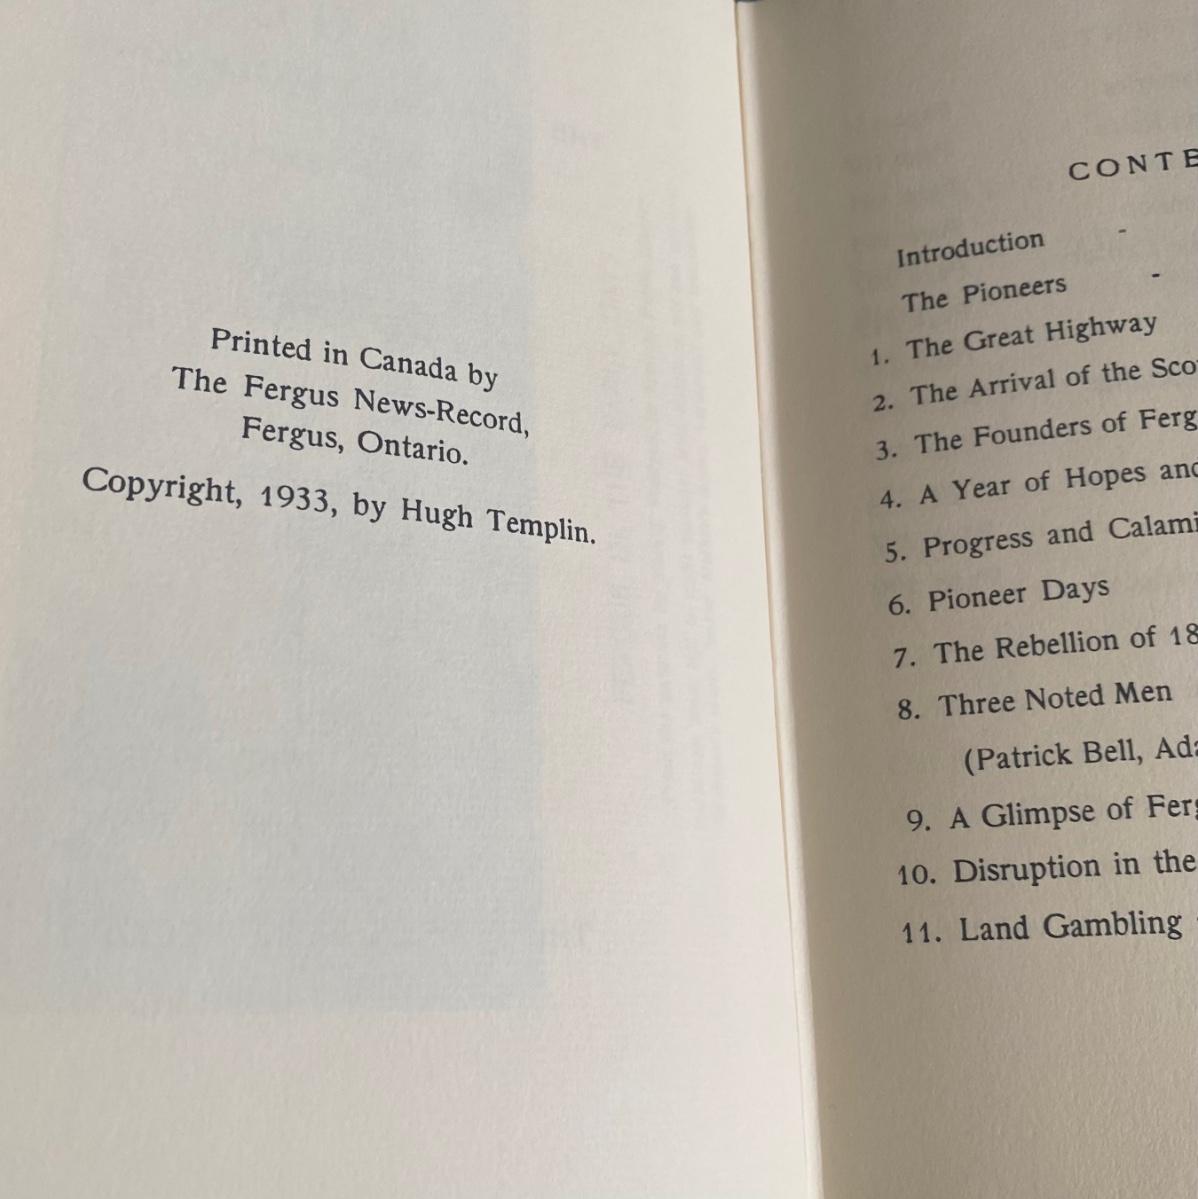 Printed in Canada by
The Fergus News-Record,
Fergus, Ontario.
Copyright, 1933, by Hugh Templin.
CONTE
Introduction -
The Pioneers -
1. The Great Highway
2. The Arrival of the Sco
3. The Founders of Ferg
4. A Year of Hopes and
5. Progress and Calami
6. Pioneer Days
7. The Rebellion of 18
8. Three Noted Men
(Patrick Bell, Ada
9. A Glimpse of Ferg
10. Disruption in the
11. Land Gambling